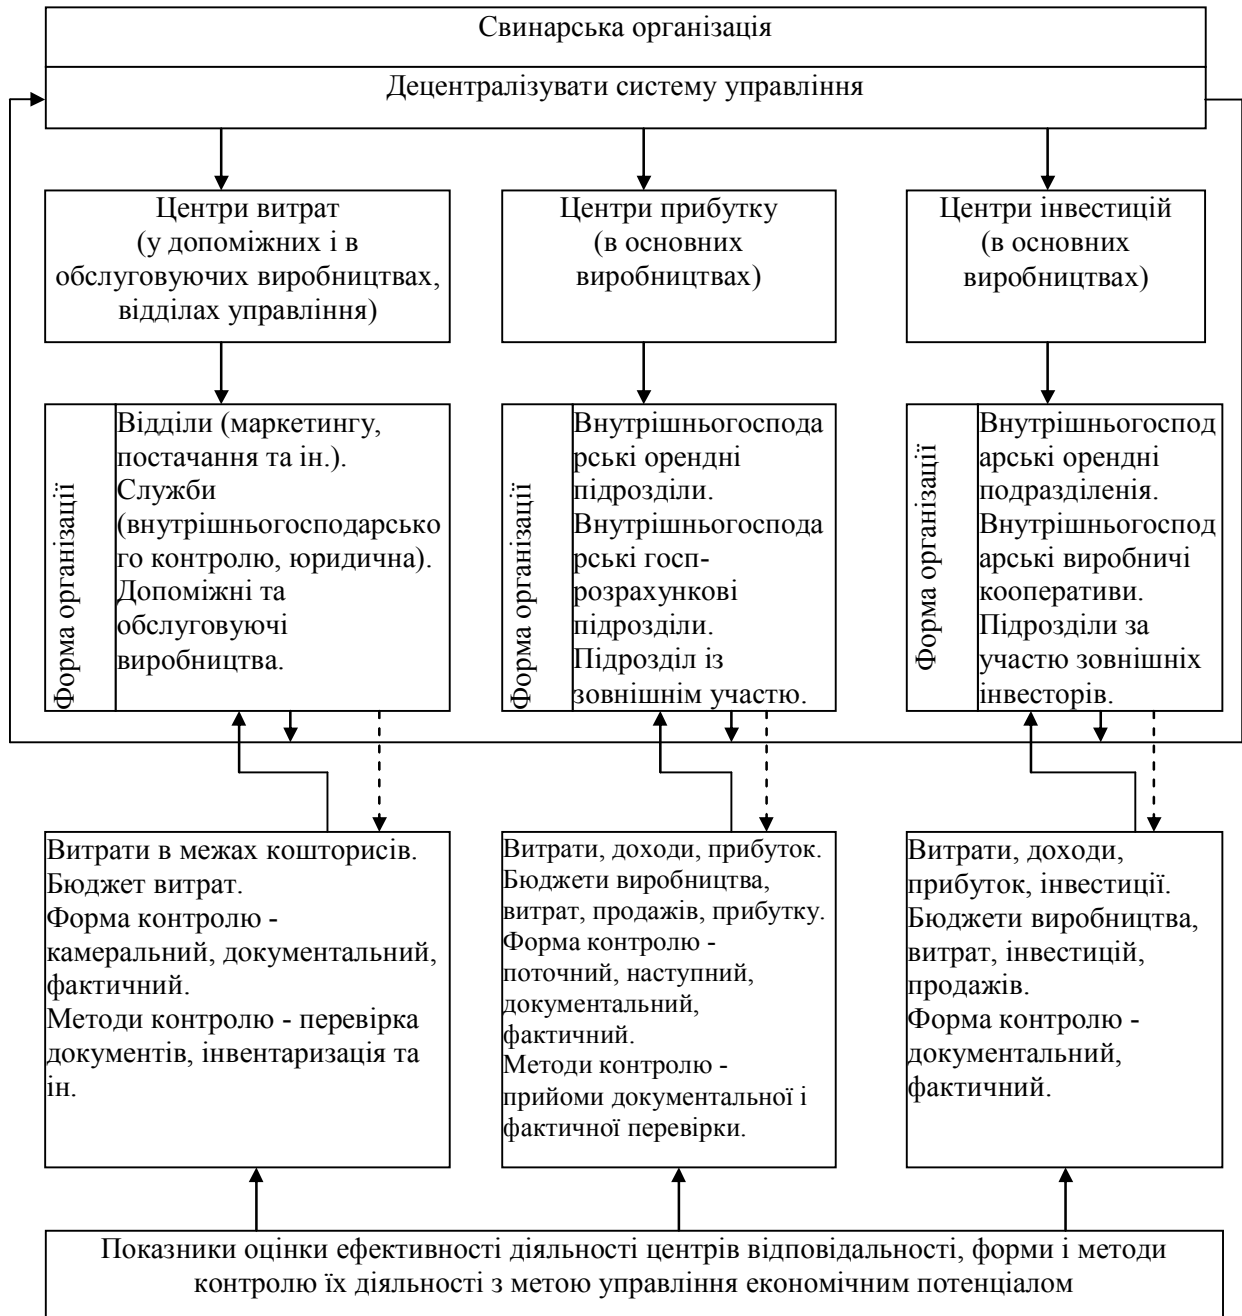 Свинарська організація
Децентралізувати систему управління
Центри витрат
(у допоміжних і в
обслуговуючих виробництвах,
відділах управління)
Центри прибутку
(в основних
виробництвах)
Центри інвестицій
(в основних
виробництвах)
Форма організації
Відділи (маркетингу,
постачання та ін.).
Служби
(внутрішньогосподарсько
го контролю, юридична).
Допоміжні та
обслуговуючі
виробництва.
Форма організації
Внутрішньогоспода
рські орендні
підрозділи.
Внутрішньогоспода
рські госп-
розрахункові
підрозділи.
Підрозділ із
зовнішнім участю.
Форма організації
Внутрішньогоспод
арські орендні
подразділенія.
Внутрішньогоспод
арські виробничі
кооперативи.
Підрозділи за
участю зовнішніх
інвесторів.
Витрати в межах кошторисів.
Бюджет витрат.
Форма контролю -
камеральний, документальний,
фактичний.
Методи контролю - перевірка
документів, інвентаризація та
ін.
Витрати, доходи, прибуток.
Бюджети виробництва,
витрат, продажів, прибутку.
Форма контролю -
поточний, наступний,
документальний,
фактичний.
Методи контролю -
прийоми документальної і
фактичної перевірки.
Витрати, доходи,
прибуток, інвестиції.
Бюджети виробництва,
витрат, інвестицій,
продажів.
Форма контролю -
документальний,
фактичний.
Показники оцінки ефективності діяльності центрів відповідальності, форми і методи
контролю їх діяльності з метою управління економічним потенціалом